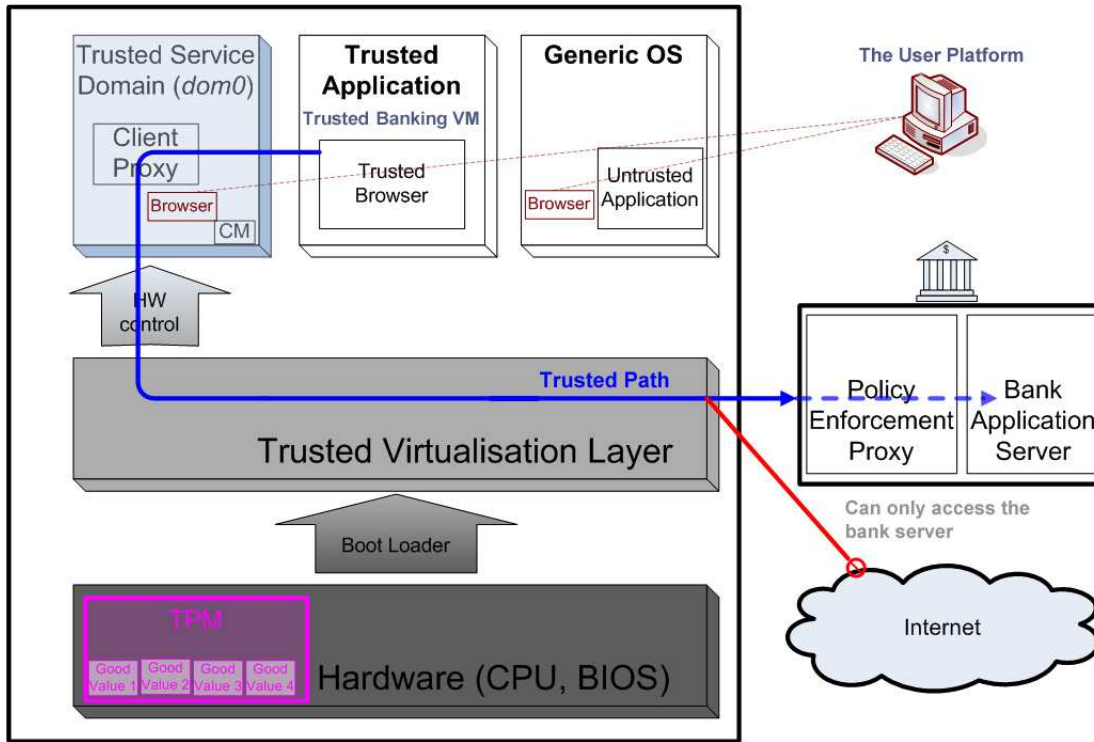 Trusted Service
Domain (dom0)
Client
Proxy
Browser
CM
Trusted
Application
Trusted Banking VM
Trusted
Browser
Generic OS
Browser
Untrusted
Application
The User Platform
HW
control
Trusted Path
Trusted Virtualisation Layer
$
Policy
Enforcement
Proxy
Bank
Application
Server
Can only access the
bank server
Boot Loader
Internet
TPM
Good
Value 1
Good
Value 2
Good
Value 3
Good
Value 4
Hardware (CPU, BIOS)